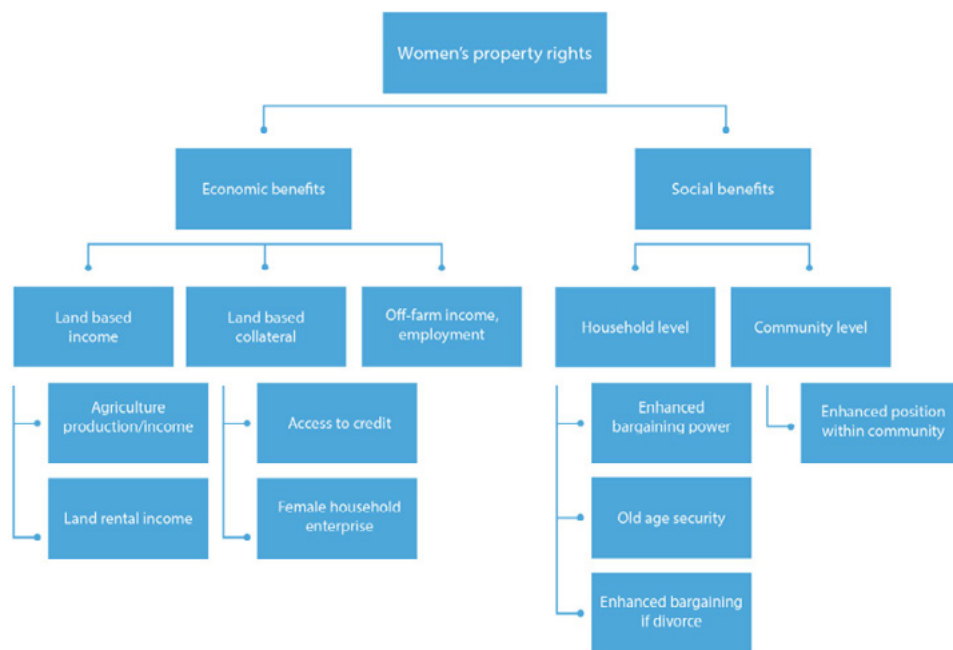 Women's property rights
Economic benefits
Social benefits
Land based
income
Land based
collateral
Off-farm income,
employment
Household level
Community level
Agriculture
production/income
Access to credit
Enhanced
bargaining power
Enhanced position
within community
Land rental income
Female household
enterprise
Old age security
Enhanced bargaining
if divorce